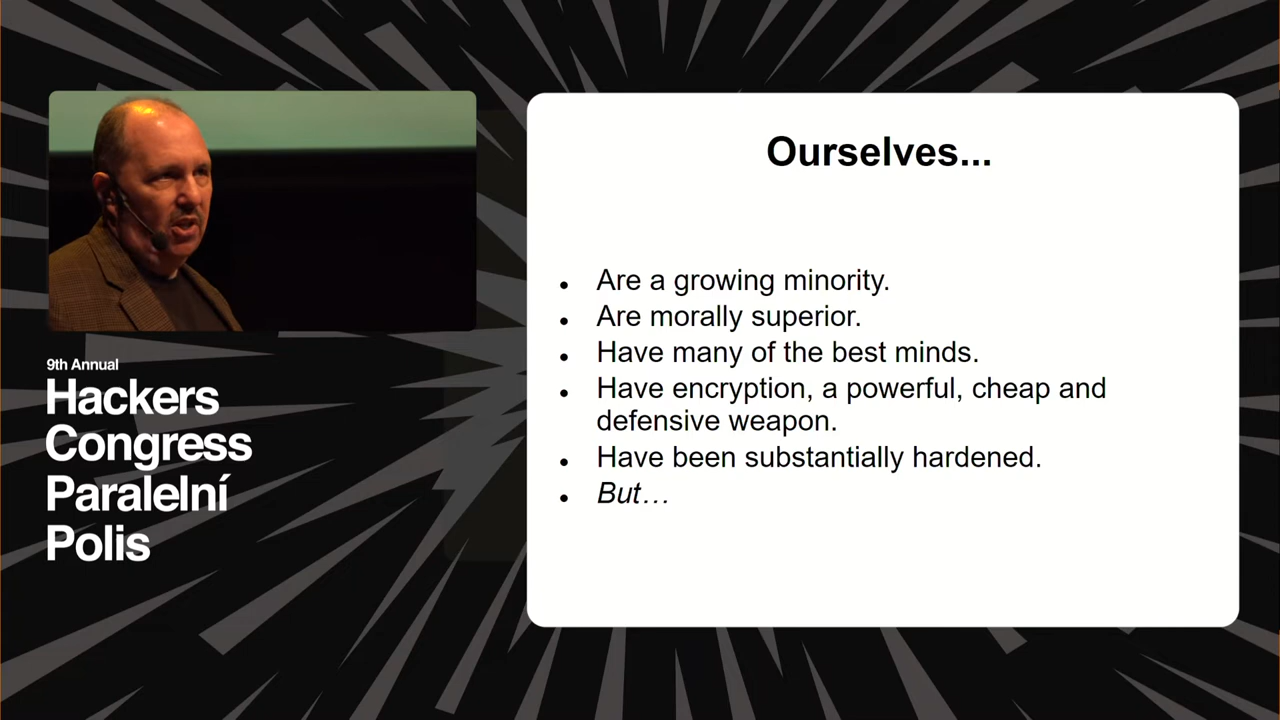 9th Annual
Hackers
Congress
Paralelní
Polis
Ourselves...
• Are a growing minority.
• Are morally superior.
• Have many of the best minds.
• Have encryption, a powerful, cheap and
defensive weapon.
• Have been substantially hardened.
• But…